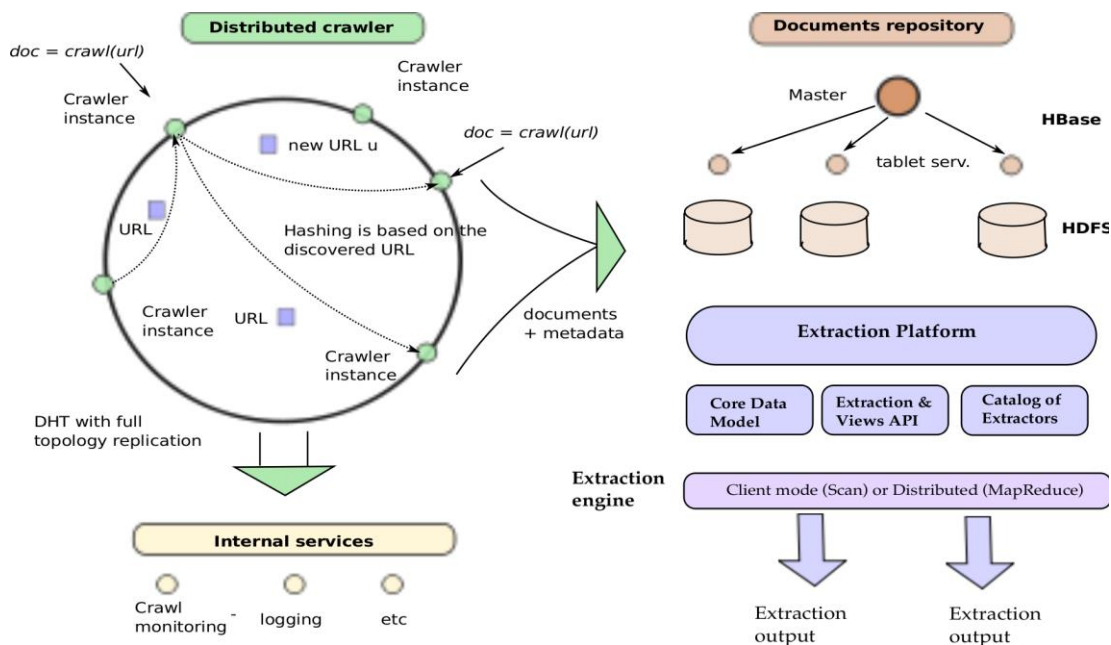 Distributed crawler
doc = crawl(url)
Crawler
instance
Crawler
instance
doc = crawl(url)
new URL u
URL
Hashing is based on the
discovered URL
Crawler
instance
URL
Crawler
instance
documents
+ metadata
DHT with full
topology replication
Internal services
Crawl
monitoring -
logging
etc
Documents repository
Master
HBase
tablet serv.
HDFS
Extraction Platform
Core Data
Model
Extraction &
Views API
Catalog of
Extractors
Extraction
engine
Client mode (Scan) or Distributed (MapReduce)
Extraction
output
Extraction
output